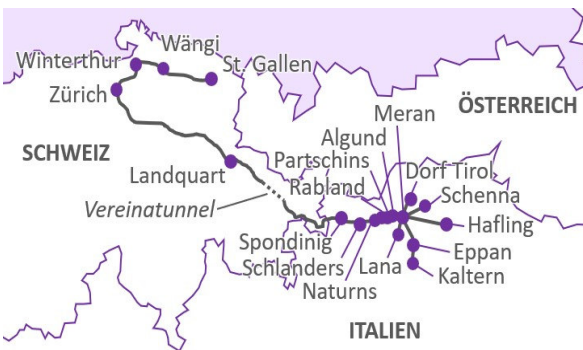 Wängi
Winterthur
St. Gallen
Zürich
Meran
ÖSTERREICH
Algund
SCHWEIZ
Partschins
Dorf Tirol
Landquart
Rabland
Schenna
Vereinatunnel
Hafling
Spondinig
Eppan
Schlanders
Lana
Kaltern
Naturns
ITALIEN